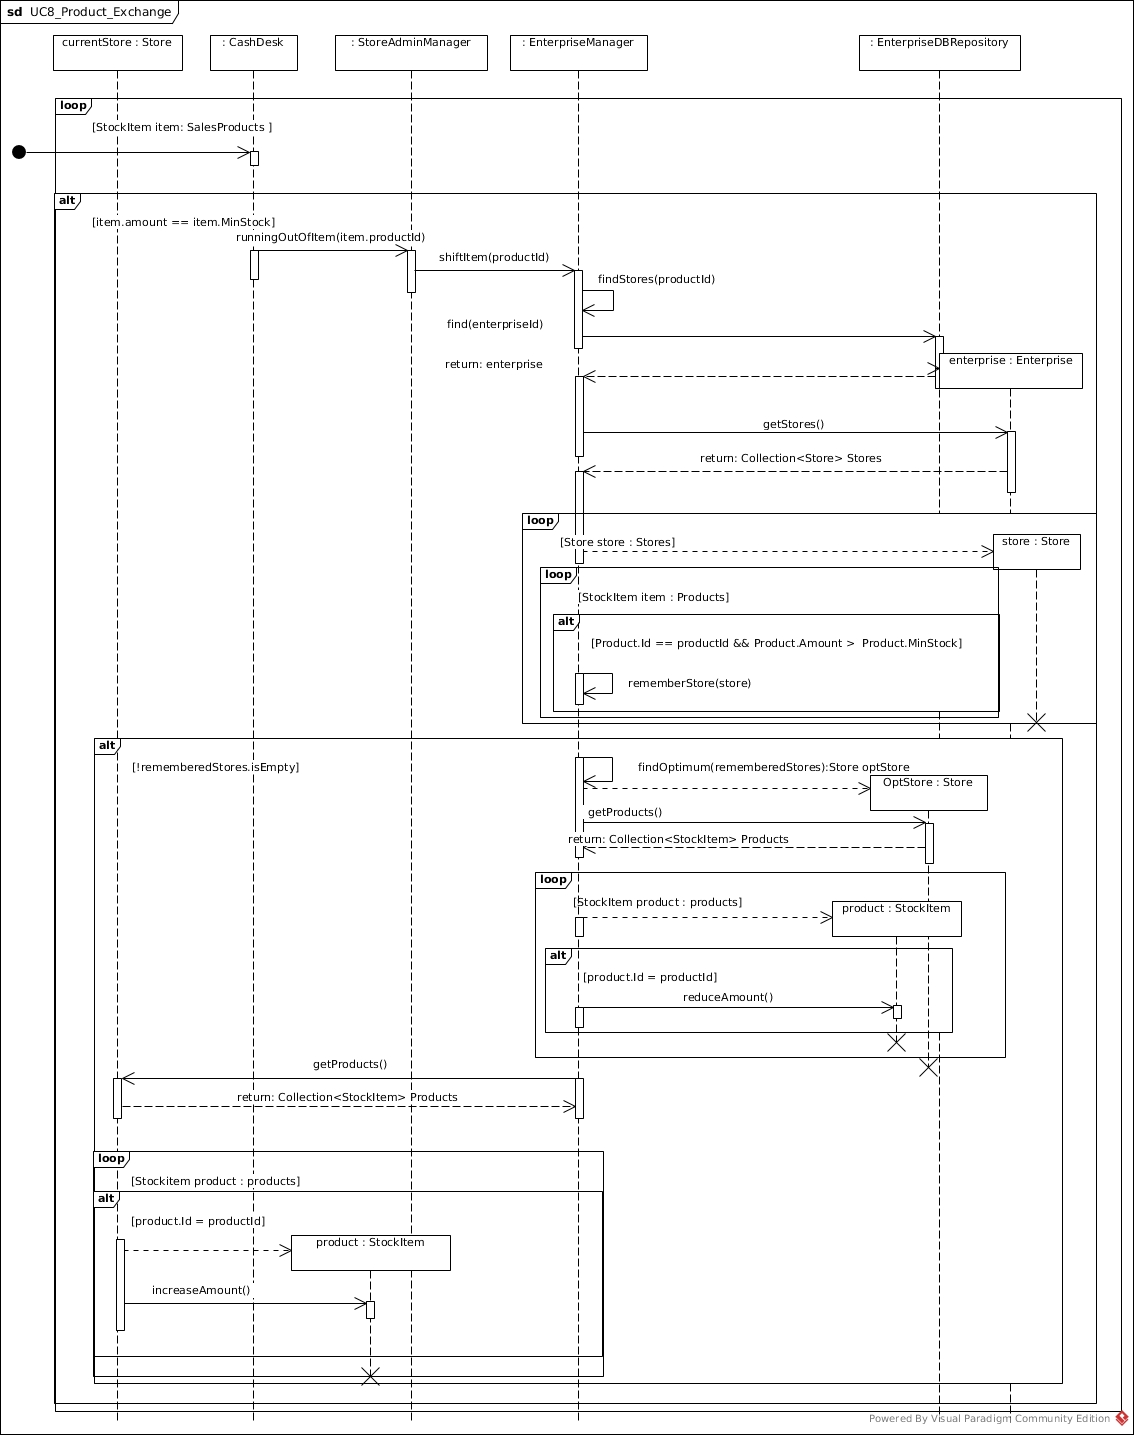 sd UC8_Product_Exchange
currentStore : Store
: CashDesk
: StoreAdminManager
: EnterpriseManager
: EnterpriseDBRepository
loop
[StockItem item: SalesProducts ]
alt
[item.amount == item.MinStock]
runningOutOfItem(item.productId)
shiftItem(productId)
findStores(productId)
find(enterpriseId)
return: enterprise
enterprise : Enterprise
getStores()
return: Collection<Store> Stores
loop
[Store store : Stores]
store : Store
loop
[StockItem item : Products]
alt
[Product.Id == productId && Product.Amount > Product.MinStock]
rememberStore(store)
alt
[!rememberedStores.isEmpty]
findOptimum(rememberedStores):Store optStore
OptStore : Store
getProducts()
return: Collection<StockItem> Products
loop
[StockItem product : products]
product : StockItem
alt
[product.Id = productId]
reduceAmount()
getProducts()
return: Collection<StockItem> Products
loop
[Stockitem product : products]
alt
[product.Id = productId]
product : StockItem
increaseAmount()
Powered By Visual Paradigm Community Edition